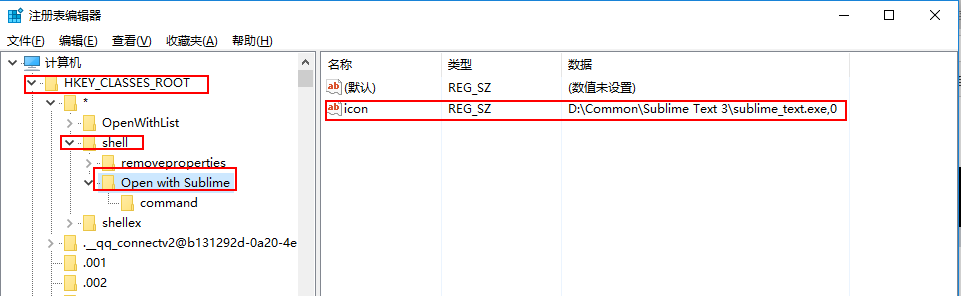 注册表编辑器
文件(F) 编辑(E) 查看(V) 收藏夹(A) 帮助(H)
计算机
HKEY_CLASSES_ROOT
*
OpenWithList
shell
removeproperties
Open with Sublime
command
shellex
.__qq_connectv2@b131292d-0a20-4e
.001
.002
名称 类型 数据
ab (默认) REG_SZ (数值未设置)
ab icon REG_SZ D:\Common\Sublime Text 3\sublime_text.exe,0